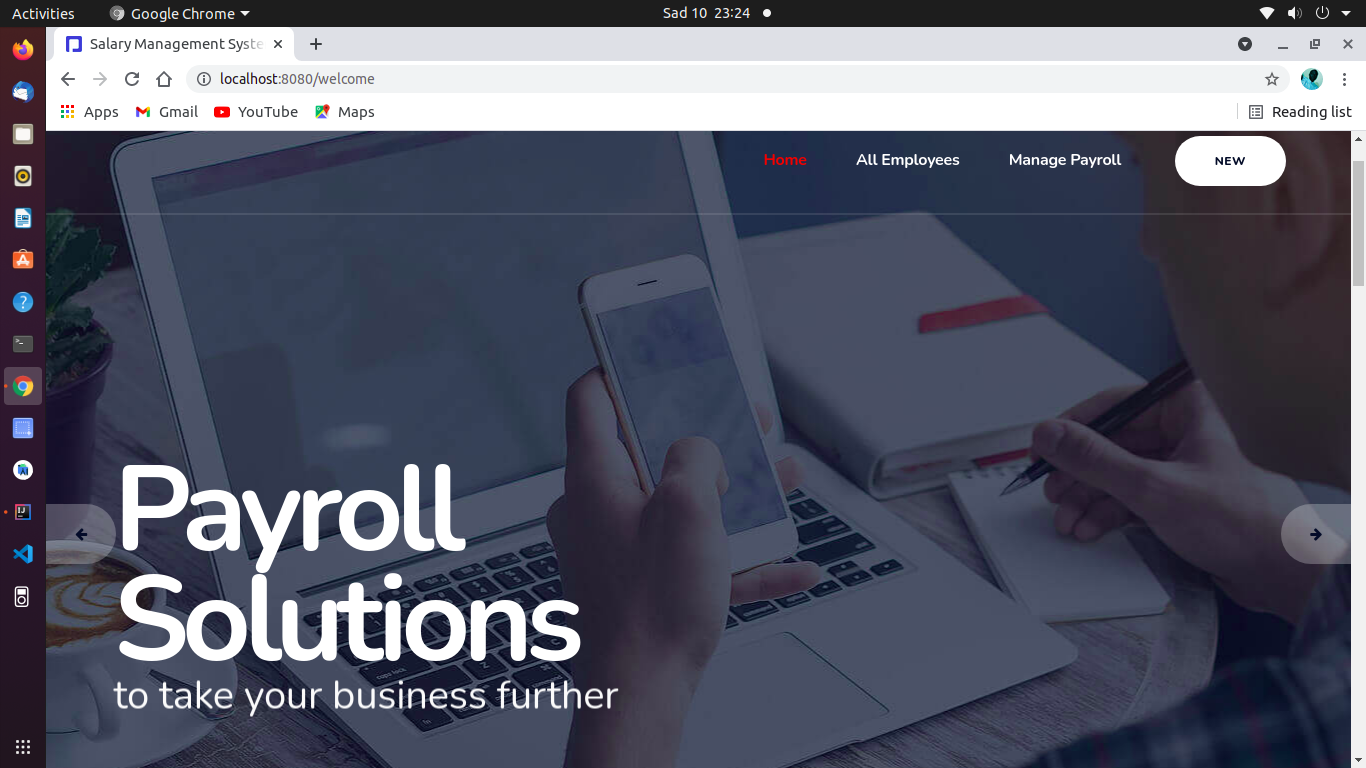 Activities
Google Chrome
Sad 10 23:24
Salary Management Syste
localhost:8080/welcome
Apps
Gmail
YouTube
Maps
Reading list
Home
All Employees
Manage Payroll
NEW
Payroll
Solutions
to take your business further